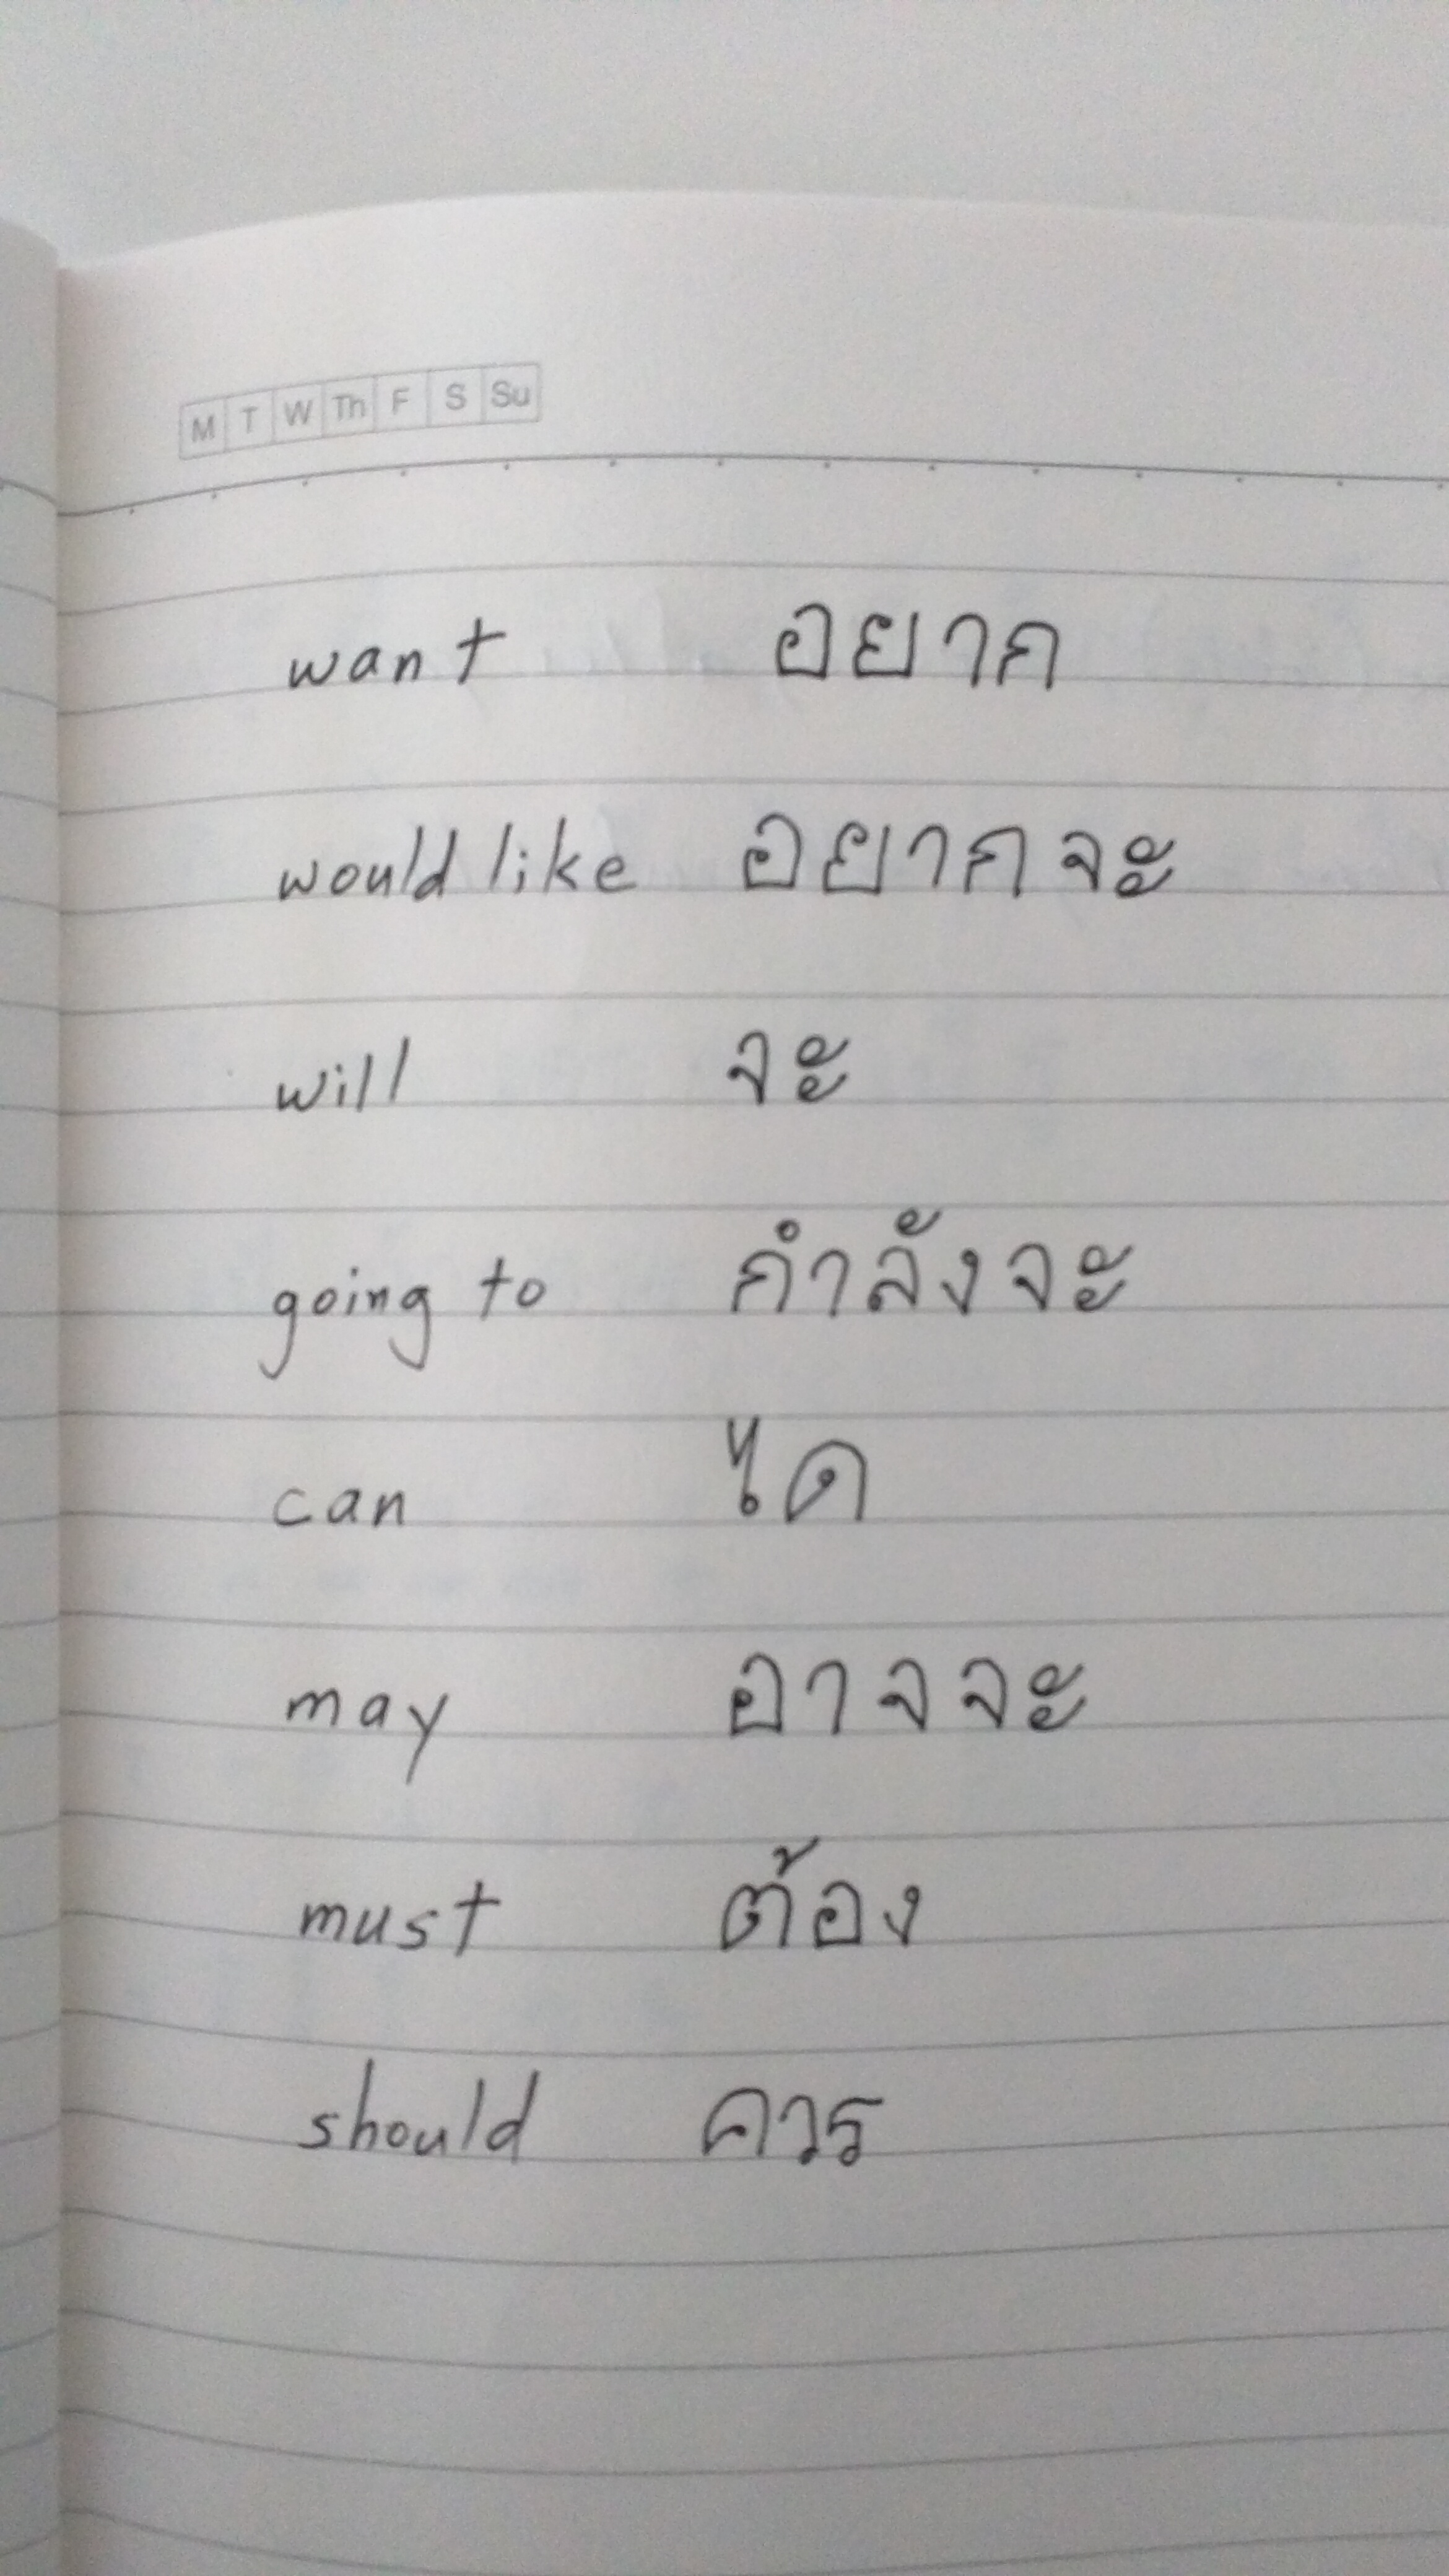 M T W Th F S Su
want อยาก
would like อยากจะ
will จะ
going to กำลังจะ
can ได
may อาจจะ
must ต้อง
should ควร